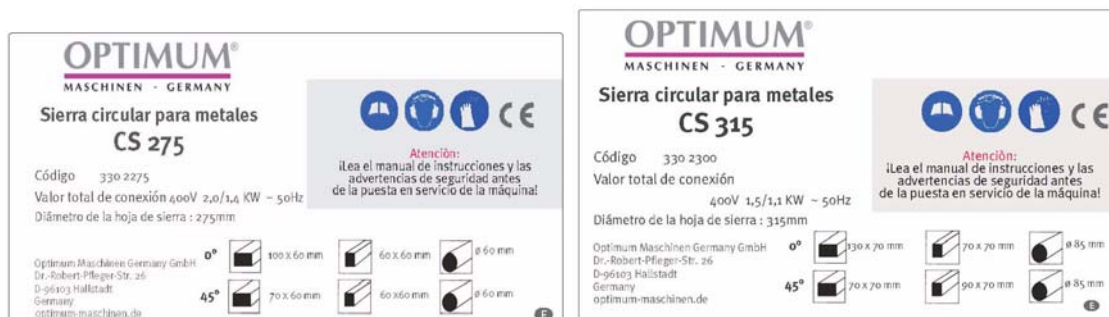 OPTIMUM®
MASCHINEN - GERMANY
Sierra circular para metales
CS 275
CE
Atenciòn:
¡Lea el manual de instrucciones y las
advertencias de seguridad antes
de la puesta en servicio de la máquina!
Código 330 2275
Valor total de conexión 400V 2,0/1,4 KW ~ 50Hz
Diámetro de la hoja de sierra : 275mm
Optimum Maschinen Germany GmbH
Dr.-Robert-Pfleger-Str. 26
D-96103 Hallstadt
Germany
optimum-maschinen.de
0° 100 x 60 mm 60 x 60 mm ø 60 mm
45° 70 x 60 mm 60 x60 mm ø 60 mm
E
OPTIMUM®
MASCHINEN - GERMANY
Sierra circular para metales
CS 315
CE
Atenciòn:
¡Lea el manual de instrucciones y las
advertencias de seguridad antes
de la puesta en servicio de la máquina!
Código 330 2300
Valor total de conexión
400V 1,5/1,1 KW ~ 50Hz
Diámetro de la hoja de sierra : 315mm
Optimum Maschinen Germany GmbH
Dr.-Robert-Pfleger-Str. 26
D-96103 Hallstadt
Germany
optimum-maschinen.de
0° 130 x 70 mm 70 x 70 mm ø 85 mm
45° 70 x 70 mm 90 x 70 mm ø 85 mm
E